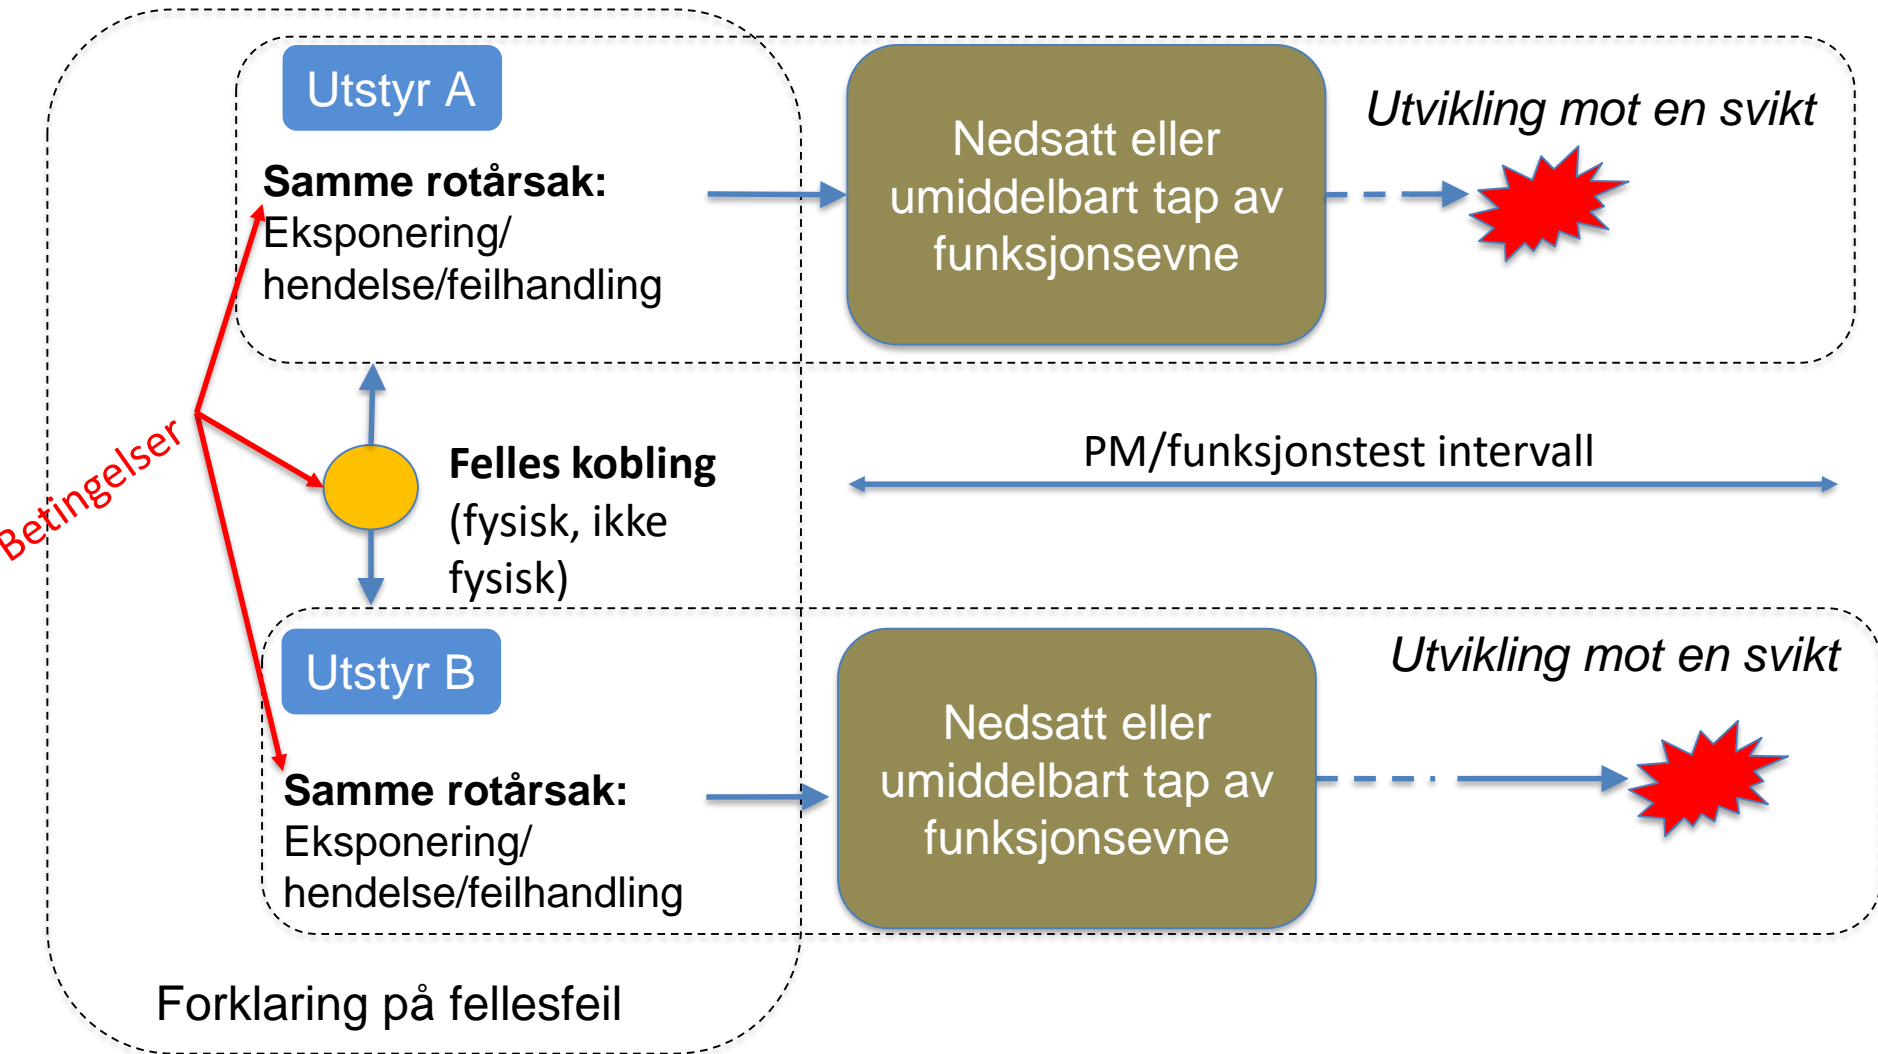 Utstyr A
Samme rotårsak:
Eksponering/
hendelse/feilhandling
Nedsatt eller
umiddelbart tap av
funksjonsevne
Utvikling mot en svikt
Betingelser
Felles kobling
(fysisk, ikke
fysisk)
PM/funksjonstest intervall
Utstyr B
Samme rotårsak:
Eksponering/
hendelse/feilhandling
Nedsatt eller
umiddelbart tap av
funksjonsevne
Utvikling mot en svikt
Forklaring på fellesfeil